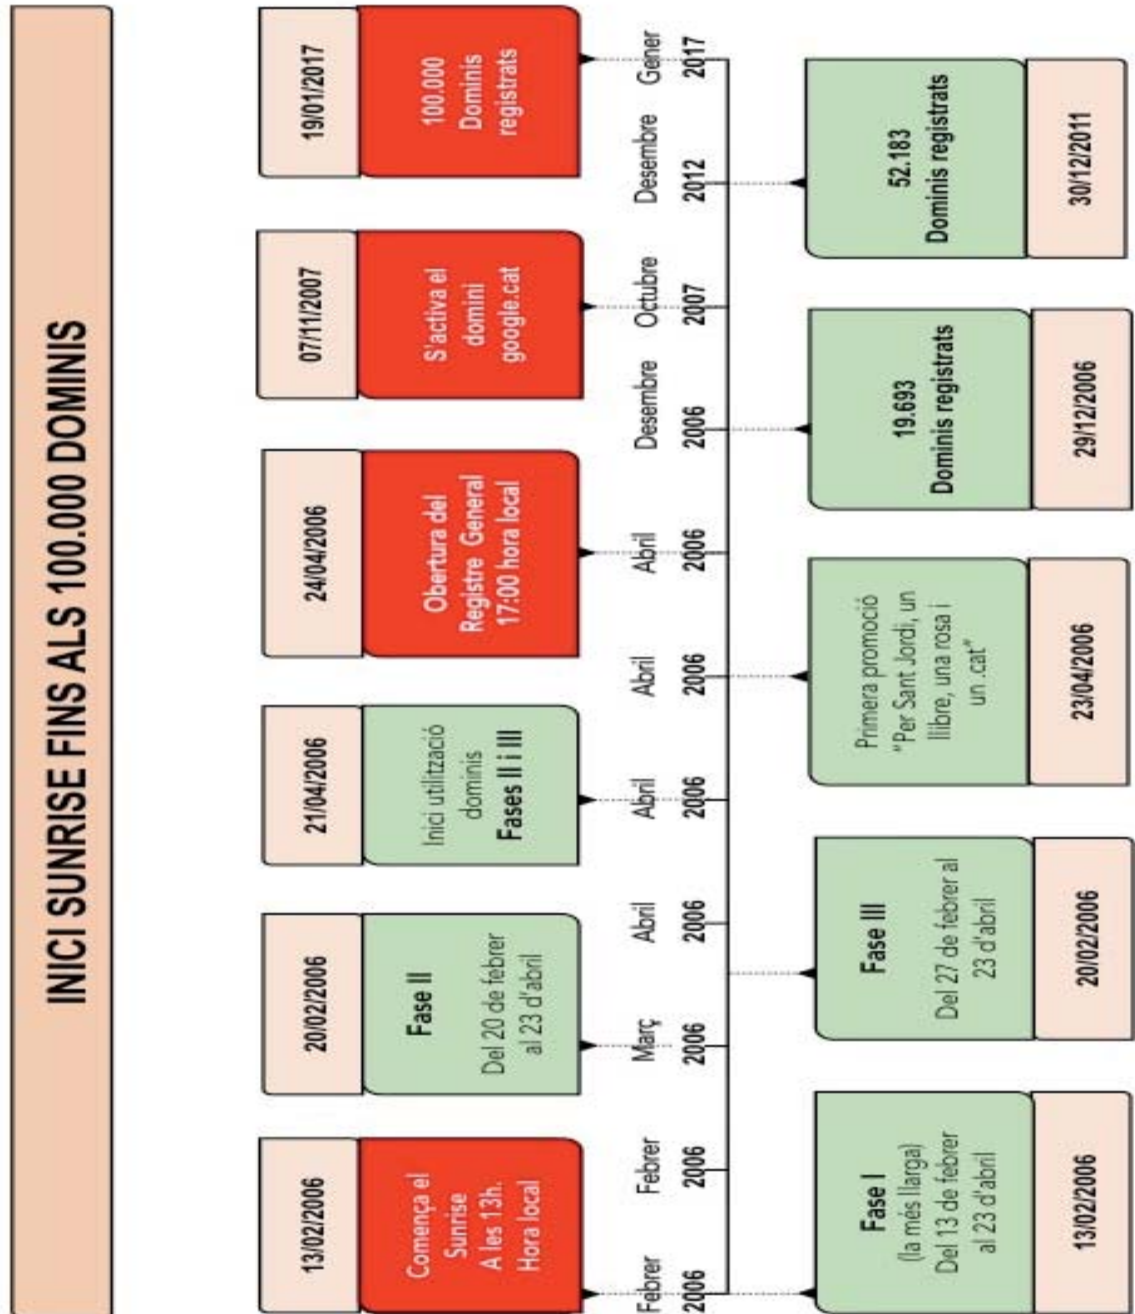 INICI SUNRISE FINS ALS 100.000 DOMINIS
13/02/2006
Comença el
Sunrise
A les 13h.
Hora local
20/02/2006
Fase II
Del 20 de febrer
al 23 d'abril
21/04/2006
Inici utilització
dominis
Fases II i III
24/04/2006
Obertura del
Registre General
17:00 hora local
07/11/2007
S'activa el
domini
google.cat
19/01/2017
100.000
Dominis
registrats
Febrer
2006
Febrer
2006
Març
2006
Abril
2006
Abril
2006
Abril
2006
Abril
2006
Desembre
2006
Octubre
2007
Desembre
2012
Gener
2017
Fase I
(la més llarga)
Del 13 de febrer
al 23 d'abril
13/02/2006
Fase III
Del 27 de febrer al
23 d'abril
20/02/2006
Primera promoció
"Per Sant Jordi, un
llibre, una rosa i
un .cat"
23/04/2006
19.693
Dominis registrats
29/12/2006
52.183
Dominis registrats
30/12/2011